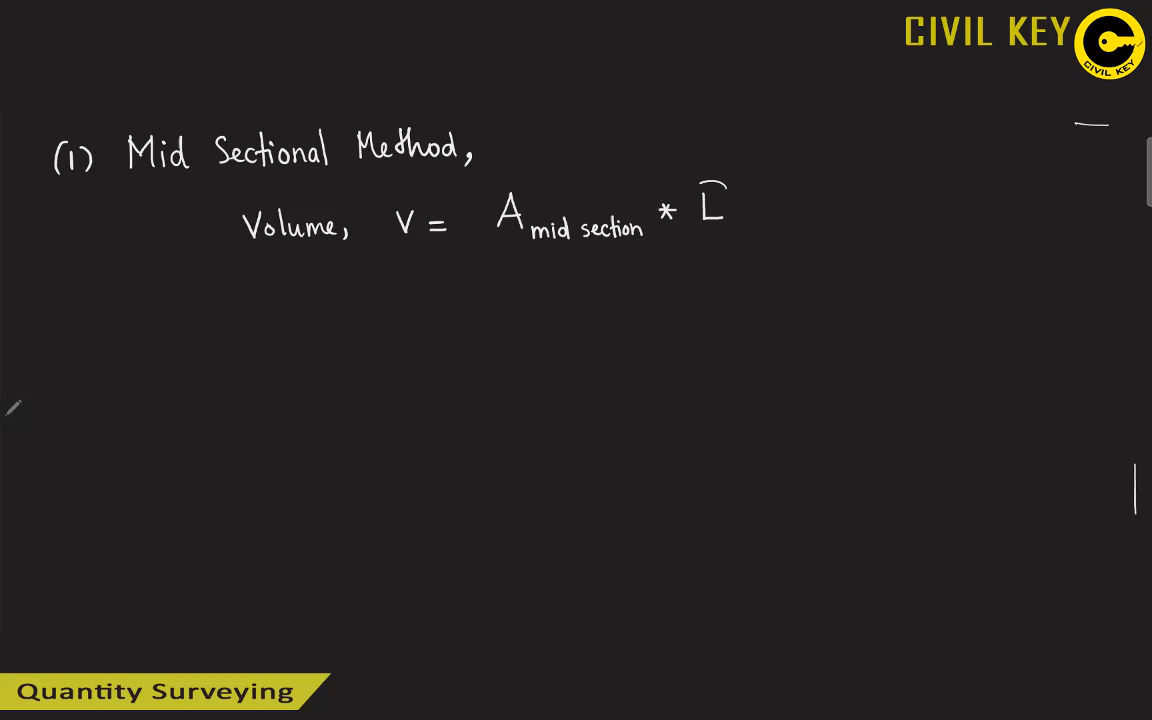 CIVIL KEY
CIVIL KEY
(1) Mid Sectional Method,
Volume, V = A mid section * L
Quantity Surveying